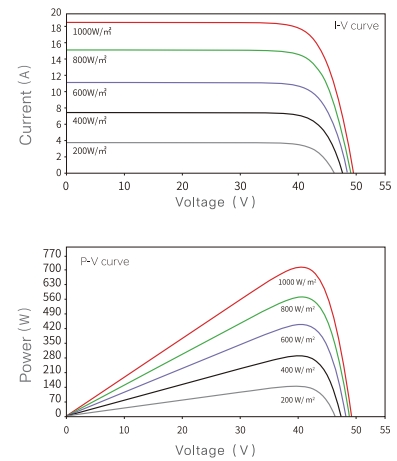 I-V curve
Current (A)
20
18
16
14
12
10
8
6
4
2
0
1000W/m²
800W/m²
600W/m²
400W/m²
200W/m²
0 10 20 30 40 50 55
Voltage (V)
P-V curve
Power (W)
770
700
630
560
490
420
350
280
210
140
70
0
1000 W/m²
800 W/m²
600 W/m²
400 W/m²
200 W/m²
0 10 20 30 40 50 55
Voltage (V)